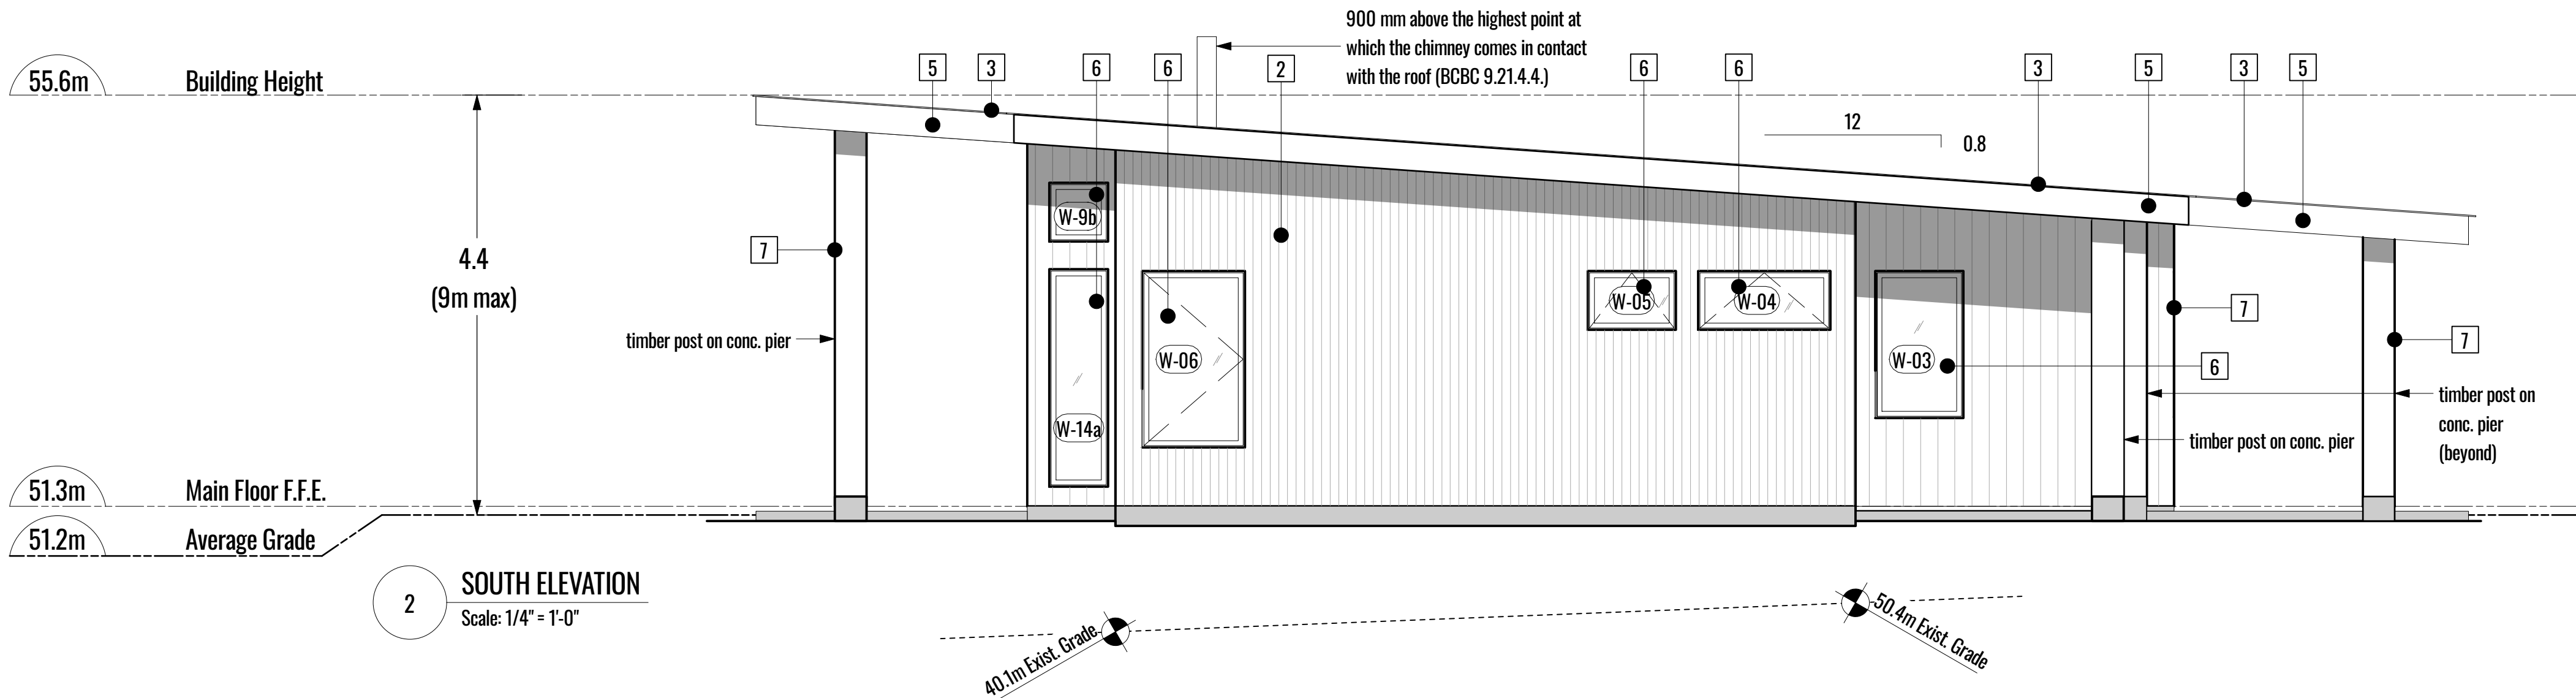 900 mm above the highest point at
which the chimney comes in contact
with the roof (BCBC 9.21.4.4.)
55.6m Building Height
5 3 6 6 2 6 6 3 5 3 5
12
0.8
W-9b
7
4.4
(9m max)
W-05 W-04
7
timber post on conc. pier
W-06
W-03
6
7
timber post on
conc. pier
(beyond)
W-14a
timber post on conc. pier
51.3m Main Floor F.F.E.
51.2m Average Grade
2
SOUTH ELEVATION
Scale: 1/4" = 1'-0"
40.1m Exist. Grade
50.4m Exist. Grade